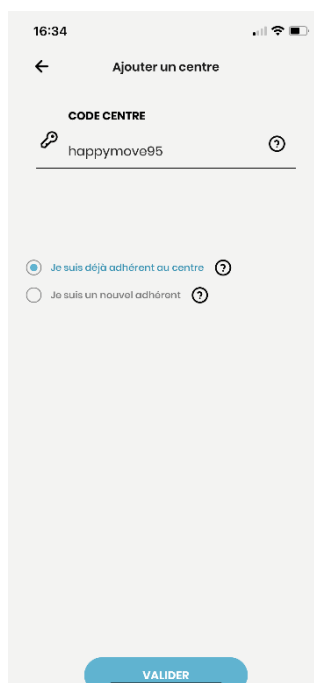 16:34
Ajouter un centre
CODE CENTRE
happymove95
?
Je suis déjà adhérent au centre ?
Je suis un nouvel adhérent ?
VALIDER